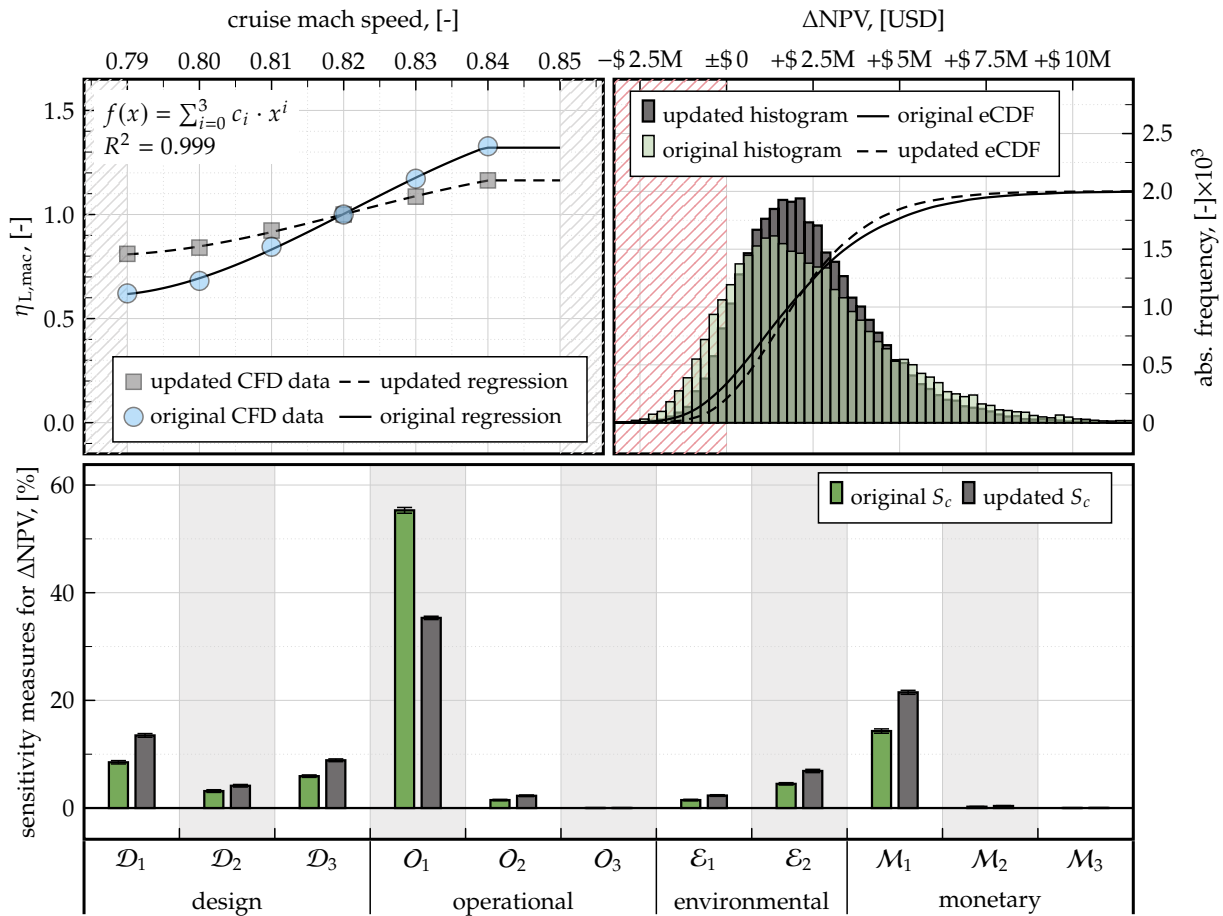 cruise mach speed, [-]
0.79 0.80 0.81 0.82 0.83 0.84 0.85
η_L,mac, [-]
1.5
1.0
0.5
0.0
f(x) = ∑_{i=0}^{3} c_i · x^i
R² = 0.999
updated CFD data
updated regression
original CFD data
original regression
ΔNPV, [USD]
−$2.5M ±$0 +$2.5M +$5M +$7.5M +$10M
updated histogram
original eCDF
original histogram
updated eCDF
2.5
2.0
1.5
1.0
0.5
0
abs. frequency, [-]×10³
sensitivity measures for ΔNPV, [%]
60
40
20
0
original S_c
updated S_c
𝒟₁ 𝒟₂ 𝒟₃ 𝒪₁ 𝒪₂ 𝒪₃ ℰ₁ ℰ₂ ℳ₁ ℳ₂ ℳ₃
design operational environmental monetary